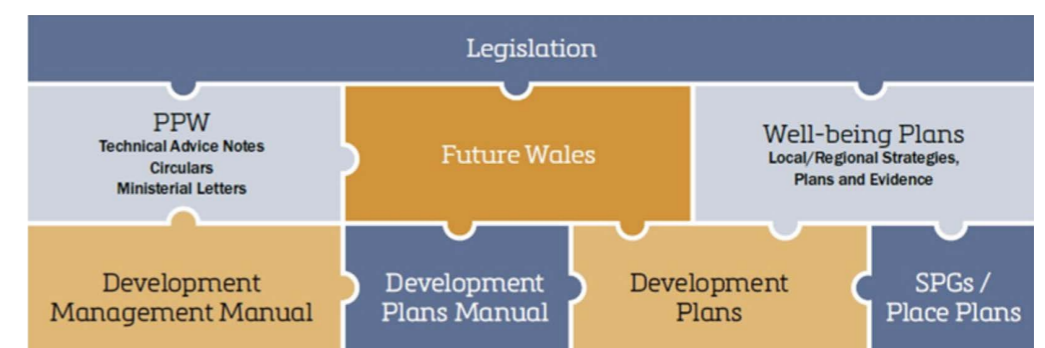 Legislation
PPW
Technical Advice Notes
Circulars
Ministerial Letters
Future Wales
Well-being Plans
Local/Regional Strategies,
Plans and Evidence
Development
Management Manual
Development
Plans Manual
Development
Plans
SPGs /
Place Plans